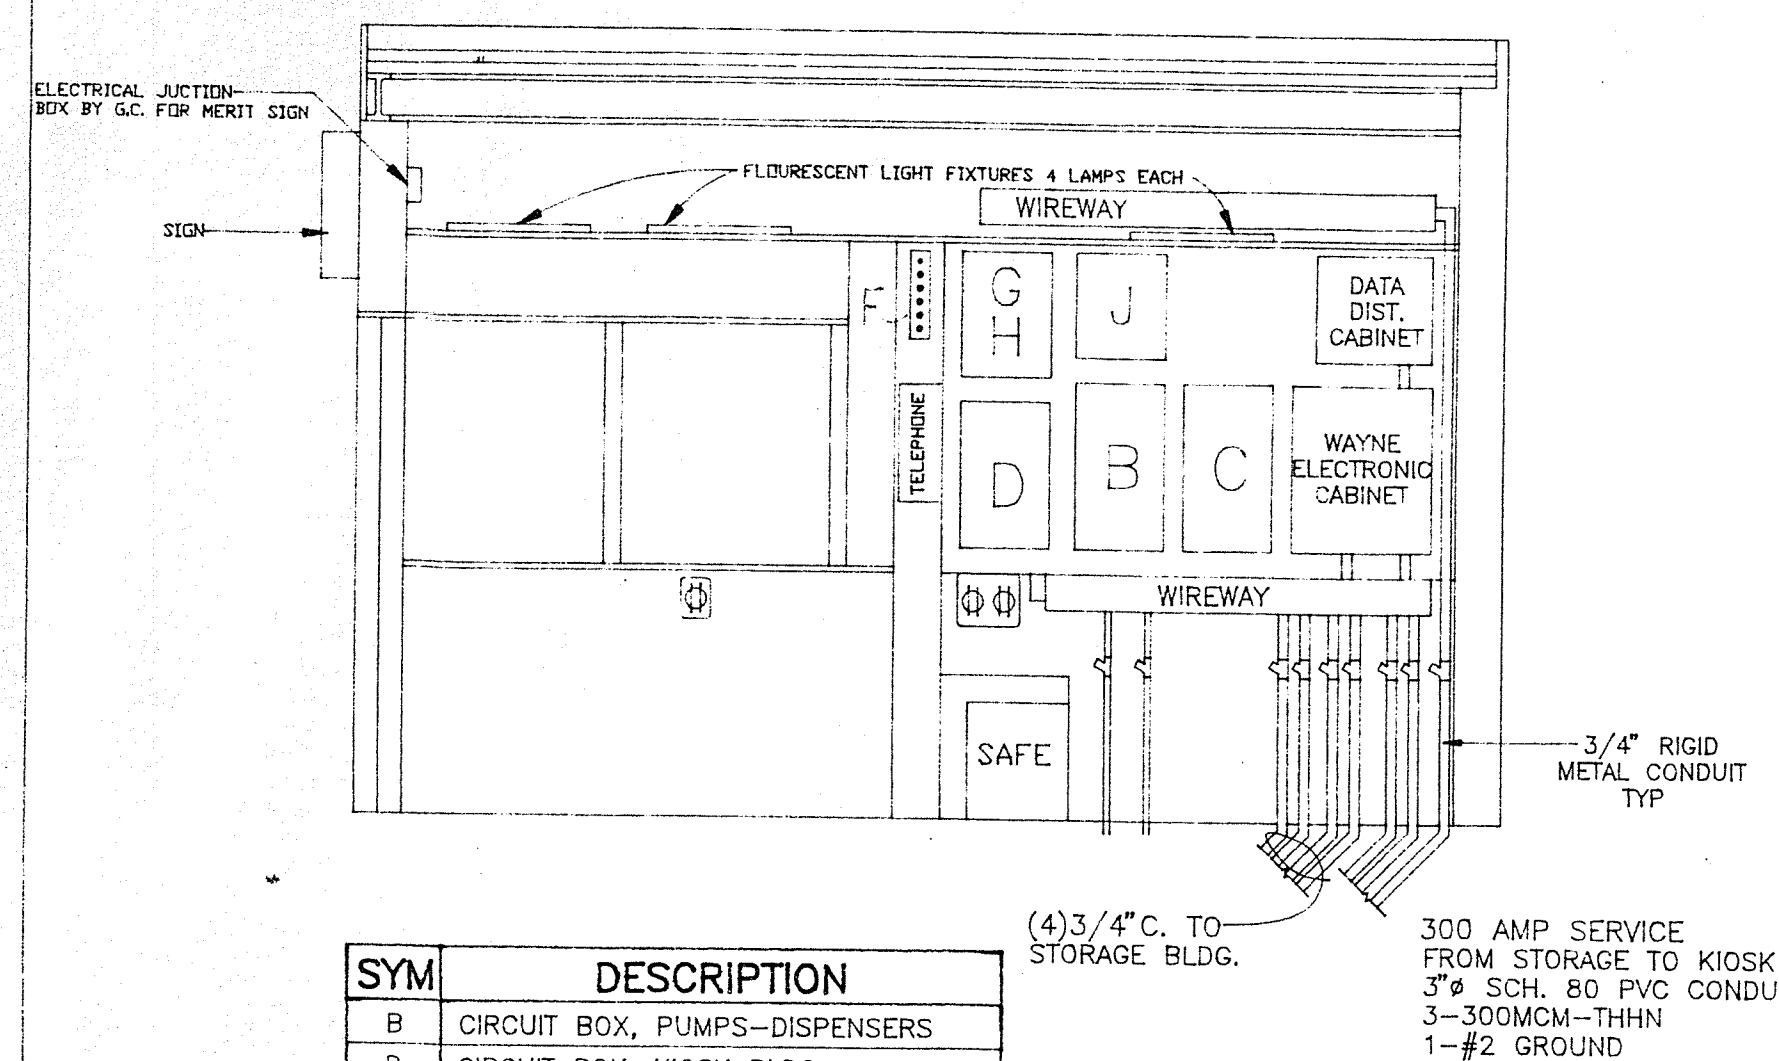 ELECTRICAL JUCTION
BOX BY G.C. FOR MERIT SIGN
FLOURESCENT LIGHT FIXTURES 4 LAMPS EACH
WIREWAY
SIGN
F
G
H
J
DATA
DIST.
CABINET
TELEPHONE
D
B
C
WAYNE
ELECTRONIC
CABINET
WIREWAY
SAFE
3/4" RIGID
METAL CONDUIT
TYP
(4)3/4"C. TO
STORAGE BLDG.
300 AMP SERVICE
FROM STORAGE TO KIOSK
3"ø SCH. 80 PVC CONDU
3-300MCM-THHN
1-#2 GROUND
SYM DESCRIPTION
B CIRCUIT BOX, PUMPS-DISPENSERS